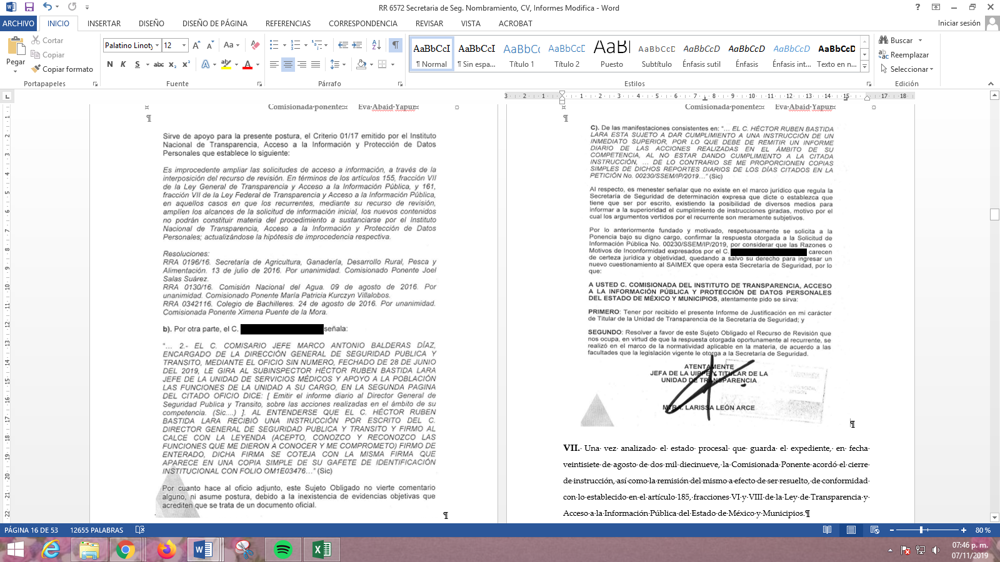 RR 6572 Secretaria de Seg. Nombramiento, CV, Informes Modifica - Word
ARCHIVO INICIO INSERTAR DISEÑO DISEÑO DE PÁGINA REFERENCIAS CORRESPONDENCIA REVISAR VISTA ACROBAT Iniciar sesión
Pegar
Cortar
Copiar
Copiar formato
Portapapeles
Palatino Linoty 12
N K S abc x₂ x²
Fuente
Párrafo
AaBbCcI AaBbCcI AaBbCc AaBbCcD AaBl AaBbCcD AaBbCcD AaBbCcD AaBbCcD AaBbCcD
¶ Normal ¶ Sin espa... Título 1 Título 2 Puesto Subtítulo Énfasis sutil Énfasis Énfasis int... Texto en n...
Estilos
Buscar
Reemplazar
Seleccionar
Edición
Comisionada ponente: Eva Abaid Yapur
Sirve de apoyo para la presente postura, el Criterio 01/17 emitido por el Instituto
Nacional de Transparencia, Acceso a la Información y Protección de Datos
Personales que establece lo siguiente:
Es improcedente ampliar las solicitudes de acceso a información, a través de la
interposición del recurso de revisión. En términos de los artículos 155, fracción VII
de la Ley General de Transparencia y Acceso a la Información Pública, y 161,
fracción VII de la Ley Federal de Transparencia y Acceso a la Información Pública,
en aquellos casos en que los recurrentes, mediante su recurso de revisión,
amplíen los alcances de la solicitud de información inicial, los nuevos contenidos
no podrán constituir materia del procedimiento a sustanciarse por el Instituto
Nacional de Transparencia, Acceso a la Información y Protección de Datos
Personales; actualizándose la hipótesis de improcedencia respectiva.
Resoluciones:
RRA 0196/16. Secretaría de Agricultura, Ganadería, Desarrollo Rural, Pesca y
Alimentación. 13 de julio de 2016. Por unanimidad. Comisionado Ponente Joel
Salas Suárez.
RRA 0130/16. Comisión Nacional del Agua. 09 de agosto de 2016. Por
unanimidad. Comisionado Ponente María Patricia Kurczyn Villalobos.
RRA 0342116. Colegio de Bachilleres. 24 de agosto de 2016. Por unanimidad.
Comisionada Ponente Ximena Puente de la Mora.
b). Por otra parte, el C. señala:
"… 2.- EL C. COMISARIO JEFE MARCO ANTONIO BALDERAS DÍAZ,
ENCARGADO DE LA DIRECCIÓN GENERAL DE SEGURIDAD PUBLICA Y
TRANSITO, MEDIANTE EL OFICIO SIN NUMERO, FECHADO DE 28 DE JUNIO
DEL 2019, LE GIRA AL SUBINSPECTOR HÉCTOR RUBEN BASTIDA LARA
JEFE DE LA UNIDAD DE SERVICIOS MÉDICOS Y APOYO A LA POBLACIÓN
LAS FUNCIONES DE LA UNIDAD A SU CARGO, EN LA SEGUNDA PAGINA
DEL CITADO OFICIO DICE: [ Emitir el informe diario al Director General de
Seguridad Publica y Transito, sobre las acciones realizadas en el ámbito de su
competencia. (Sic....) ]. AL ENTENDERSE QUE EL C. HÉCTOR RUBEN
BASTIDA LARA RECIBIÓ UNA INSTRUCCIÓN POR ESCRITO DEL C.
DIRECTOR GENERAL DE SEGURIDAD PUBLICA Y TRANSITO Y FIRMO AL
CALCE CON LA LEYENDA (ACEPTO, CONOZCO Y RECONOZCO LAS
FUNCIONES QUE ME DIERON A CONOCER Y ME COMPROMETO) FIRMO DE
ENTERADO, DICHA FIRMA SE COTEJA CON LA MISMA FIRMA QUE
APARECE EN UNA COPIA SIMPLE DE SU GAFETE DE IDENTIFICACIÓN
INSTITUCIONAL CON FOLIO OM1E03476…" (Sic)
Por cuanto hace al oficio adjunto, este Sujeto Obligado no vierte comentario
alguno, ni asume postura, debido a la inexistencia de evidencias objetivas que
acrediten que se trata de un documento oficial.
Comisionada ponente: Eva Abaid Yapur
C). De las manifestaciones consistentes en: "… EL C. HÉCTOR RUBEN BASTIDA
LARA ESTA SUJETO A DAR CUMPLIMIENTO A UNA INSTRUCCIÓN DE UN
INMEDIATO SUPERIOR, POR LO QUE DEBE DE REMITIR UN INFORME
DIARIO DE LAS ACCIONES REALIZADAS EN EL ÁMBITO DE SU
COMPETENCIA, AL NO ESTAR DANDO CUMPLIMIENTO A LA CITADA
INSTRUCCIÓN, … DE LO CONTRARIO SE ME PROPORCIONEN COPIAS
SIMPLES DE DICHOS REPORTES DIARIOS DE LOS DÍAS CITADOS EN LA
PETICIÓN No. 00230/SSEM/IP/2019…" (Sic)
Al respecto, es menester señalar que no existe en el marco jurídico que regula la
Secretaría de Seguridad de determinación expresa que dicte o establezca que
tiene que ser por escrito, existiendo la posibilidad de diversos medios para
informar a la superioridad el cumplimiento de instrucciones giradas, motivo por el
cual los argumentos vertidos por el recurrente son meramente subjetivos.
Por lo anteriormente fundado y motivado, respetuosamente se solicita a la
Ponencia bajo su digno cargo, confirmar la respuesta otorgada a la Solicitud de
Información Pública No. 00230/SSEM/IP/2019, por considerar que las Razones o
Motivos de Inconformidad expresados por el C. carecen
de certeza jurídica y objetividad, quedando a salvo su derecho para ingresar un
nuevo cuestionamiento al SAIMEX que opera esta Secretaría de Seguridad, por lo
que:
A USTED C. COMISIONADA DEL INSTITUTO DE TRANSPARENCIA, ACCESO
A LA INFORMACIÓN PÚBLICA Y PROTECCIÓN DE DATOS PERSONALES
DEL ESTADO DE MÉXICO Y MUNICIPIOS, atentamente pido se sirva:
PRIMERO: Tener por recibido el presente Informe de Justificación en mi carácter
de Titular de la Unidad de Transparencia de la Secretaría de Seguridad; y
SEGUNDO: Resolver a favor de este Sujeto Obligado el Recurso de Revisión que
nos ocupa, en virtud de que la respuesta otorgada oportunamente al recurrente, se
realizó en el marco de la normatividad aplicable en la materia, de acuerdo a las
facultades que la legislación vigente le otorga a la Secretaría de Seguridad.
ATENTAMENTE
JEFA DE LA UIPPE Y TITULAR DE LA
UNIDAD DE TRANSPARENCIA
MTRA. LARISSA LEÓN ARCE
VII. Una vez analizado el estado procesal que guarda el expediente, en fecha
veintisiete de agosto de dos mil diecinueve, la Comisionada Ponente acordó el cierre
de instrucción, así como la remisión del mismo a efecto de ser resuelto, de conformidad
con lo establecido en el artículo 185, fracciones VI y VIII de la Ley de Transparencia y
Acceso a la Información Pública del Estado de México y Municipios.¶
PÁGINA 16 DE 53 12655 PALABRAS 80 %
07:46 p. m.
07/11/2019